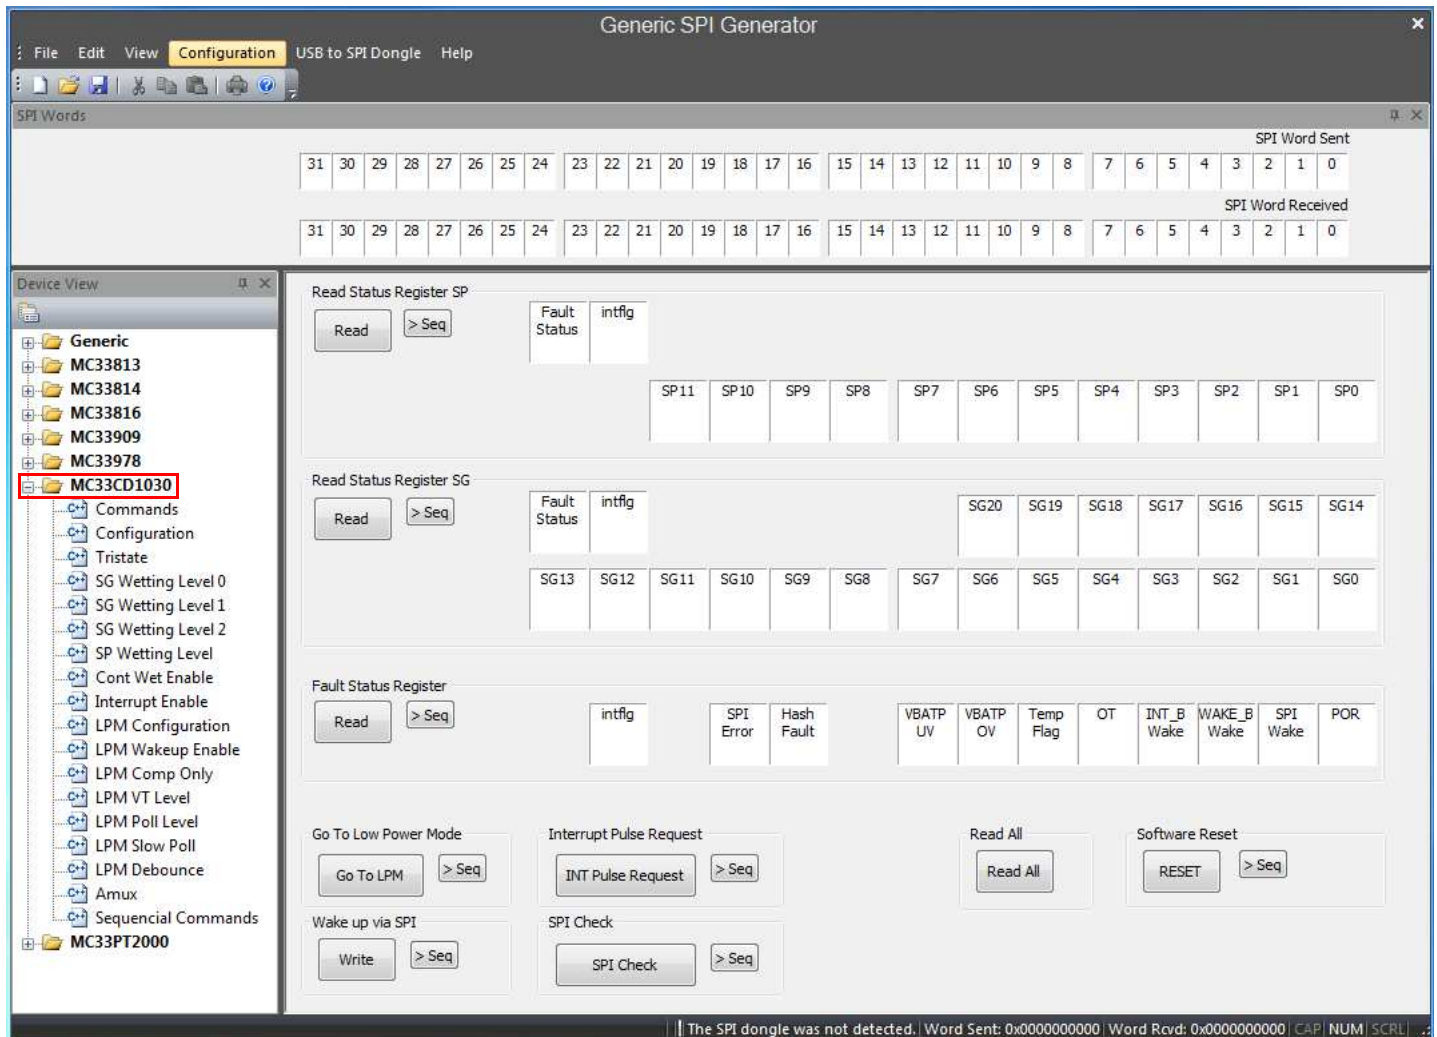 Generic SPI Generator
File Edit View Configuration USB to SPI Dongle Help
SPI Words
SPI Word Sent
31 30 29 28 27 26 25 24 23 22 21 20 19 18 17 16 15 14 13 12 11 10 9 8 7 6 5 4 3 2 1 0
SPI Word Received
31 30 29 28 27 26 25 24 23 22 21 20 19 18 17 16 15 14 13 12 11 10 9 8 7 6 5 4 3 2 1 0
Device View
Generic
MC33813
MC33814
MC33816
MC33909
MC33978
MC33CD1030
Commands
Configuration
Tristate
SG Wetting Level 0
SG Wetting Level 1
SG Wetting Level 2
SP Wetting Level
Cont Wet Enable
Interrupt Enable
LPM Configuration
LPM Wakeup Enable
LPM Comp Only
LPM VT Level
LPM Poll Level
LPM Slow Poll
LPM Debounce
Amux
Sequencial Commands
MC33PT2000
Read Status Register SP
Read > Seq Fault Status intflg
SP11 SP10 SP9 SP8 SP7 SP6 SP5 SP4 SP3 SP2 SP1 SP0
Read Status Register SG
Read > Seq Fault Status intflg SG20 SG19 SG18 SG17 SG16 SG15 SG14
SG13 SG12 SG11 SG10 SG9 SG8 SG7 SG6 SG5 SG4 SG3 SG2 SG1 SG0
Fault Status Register
Read > Seq intflg SPI Error Hash Fault VBATP UV VBATP OV Temp Flag OT INT_B Wake WAKE_B Wake SPI Wake POR
Go To Low Power Mode Interrupt Pulse Request Read All Software Reset
Go To LPM > Seq INT Pulse Request > Seq Read All RESET > Seq
Wake up via SPI SPI Check
Write > Seq SPI Check > Seq
The SPI dongle was not detected. Word Sent: 0x0000000000 Word Rcvd: 0x0000000000 CAP NUM SCRL